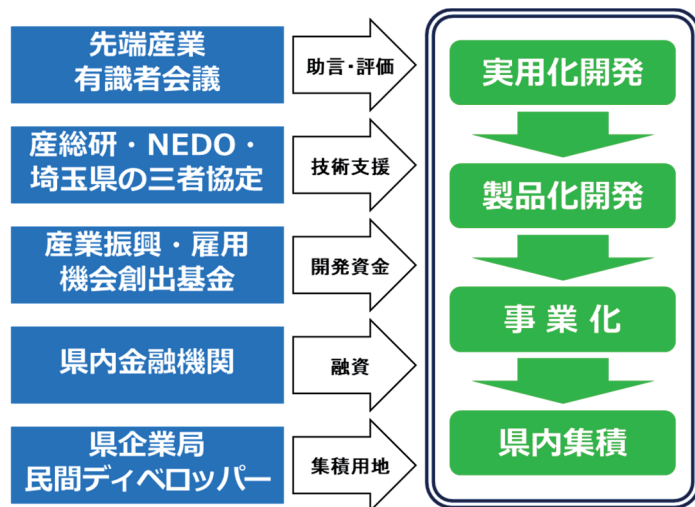 先端産業
有識者会議
助言・評価
産総研・NEDO・
埼玉県の三者協定
技術支援
産業振興・雇用
機会創出基金
開発資金
県内金融機関
融資
県企業局
民間ディベロッパー
集積用地
実用化開発
製品化開発
事業化
県内集積